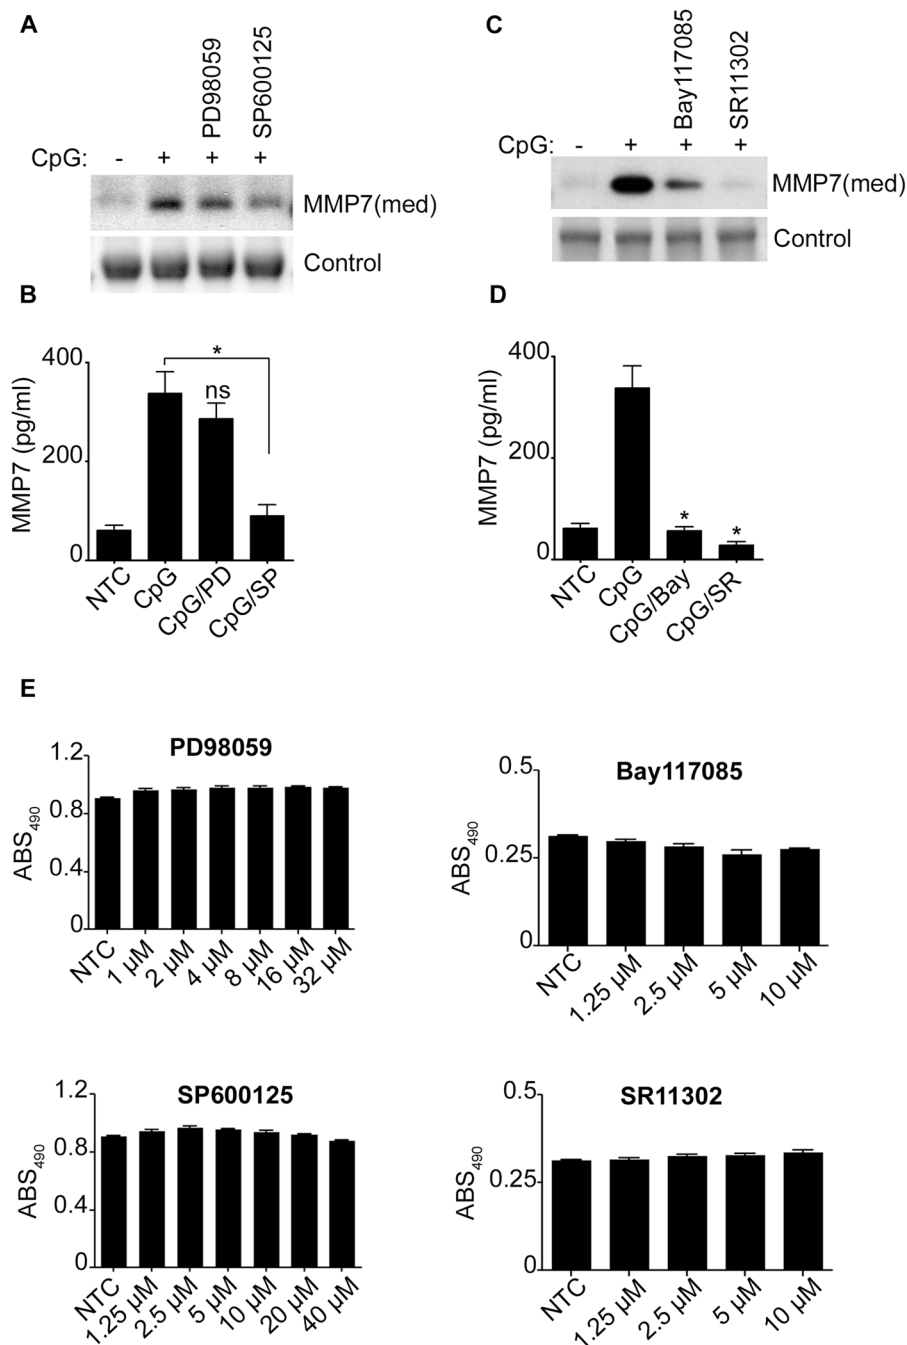 A
PD98059
SP600125
CpG: - + + +
MMP7(med)
Control
C
Bay117085
SR11302
CpG: - + + +
MMP7(med)
Control
B
MMP7 (pg/ml)
400
200
0
*
ns
NTC
CpG
CpG/PD
CpG/SP
D
MMP7 (pg/ml)
400
200
0
*
*
NTC
CpG
CpG/Bay
CpG/SR
E
PD98059
ABS490
1.2
0.8
0.4
0
NTC
1 µM
2 µM
4 µM
8 µM
16 µM
32 µM
Bay117085
ABS490
0.5
0.25
0
NTC
1.25 µM
2.5 µM
5 µM
10 µM
SP600125
ABS490
1.2
0.8
0.4
0
NTC
1.25 µM
2.5 µM
5 µM
10 µM
20 µM
40 µM
SR11302
ABS490
0.5
0.25
0
NTC
1.25 µM
2.5 µM
5 µM
10 µM